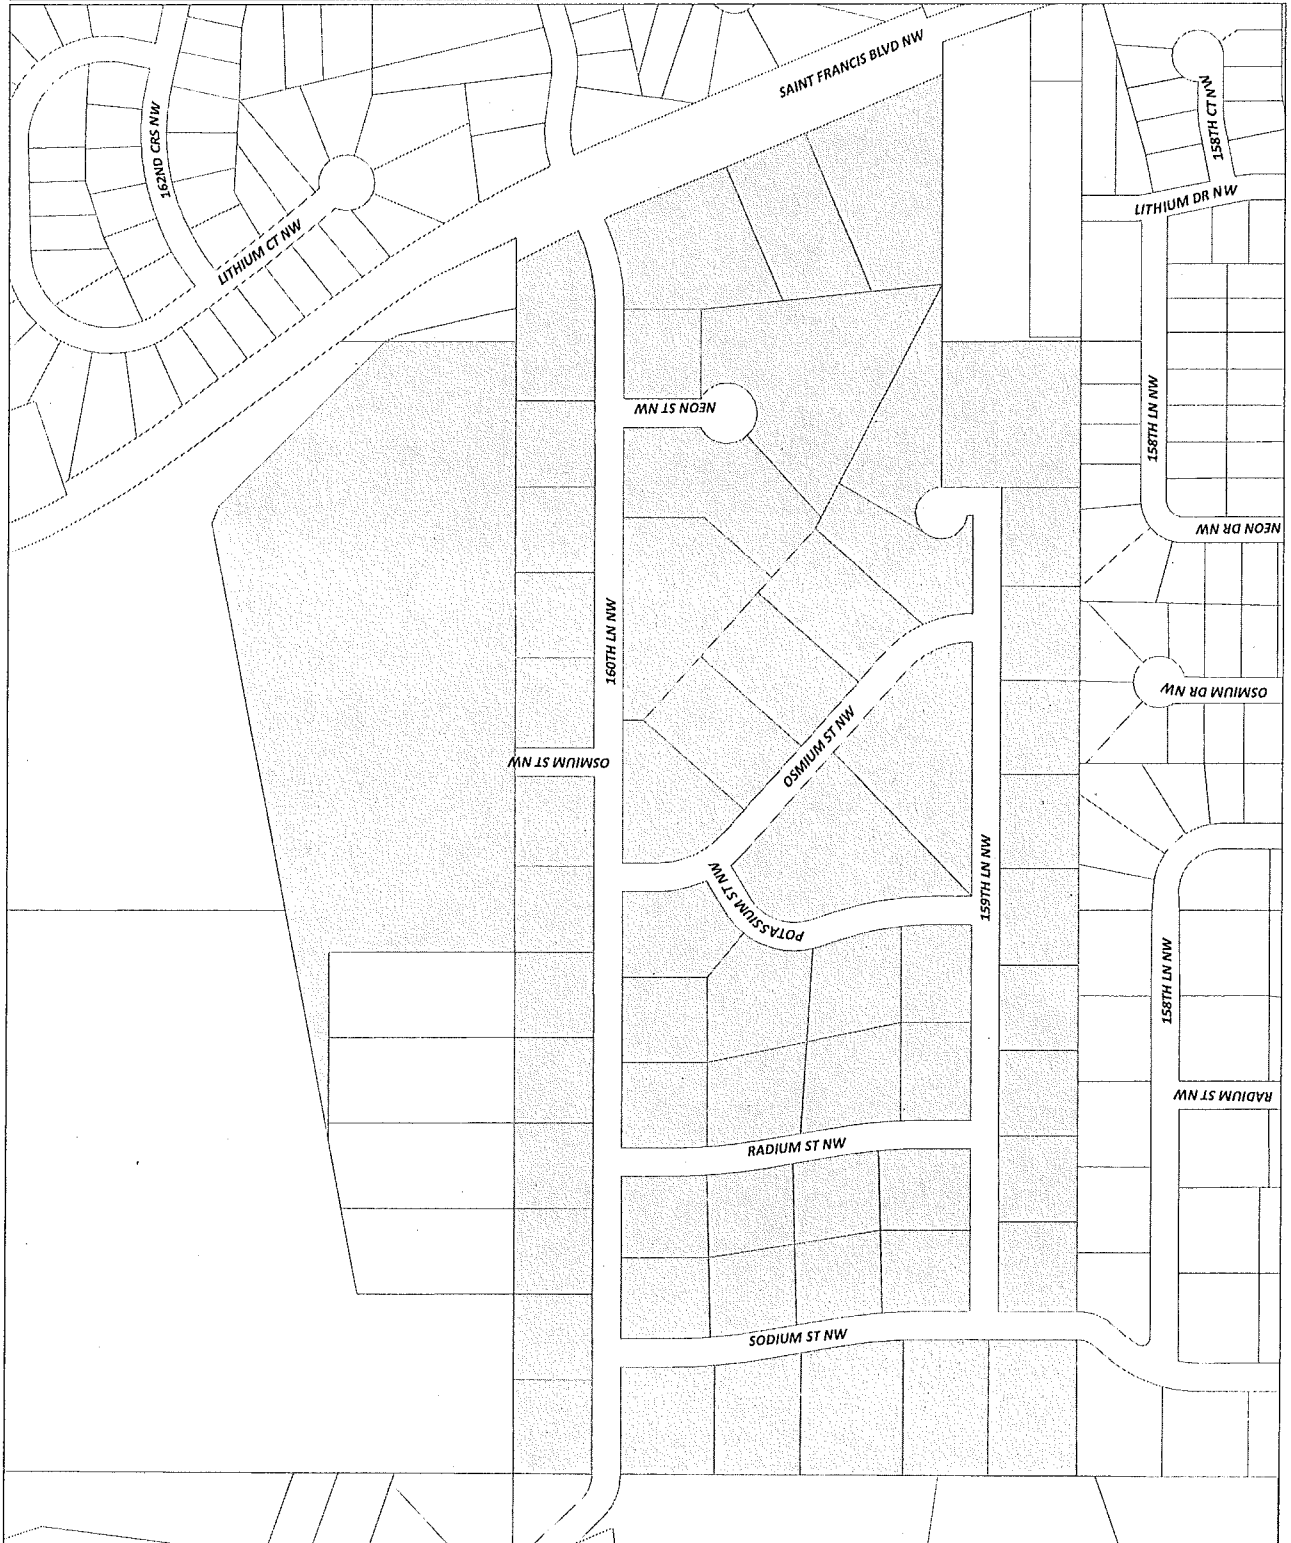 SAINT FRANCIS BLVD NW
162ND CRS NW
158TH CT NW
LITHIUM DR NW
LITHIUM CT NW
NEON ST NW
158TH LN NW
NEON DR NW
160TH LN NW
OSMIUM DR NW
OSMIUM ST NW
OSMIUM ST NW
159TH LN NW
POTASSIUM ST NW
158TH LN NW
RADIUM ST NW
RADIUM ST NW
SODIUM ST NW